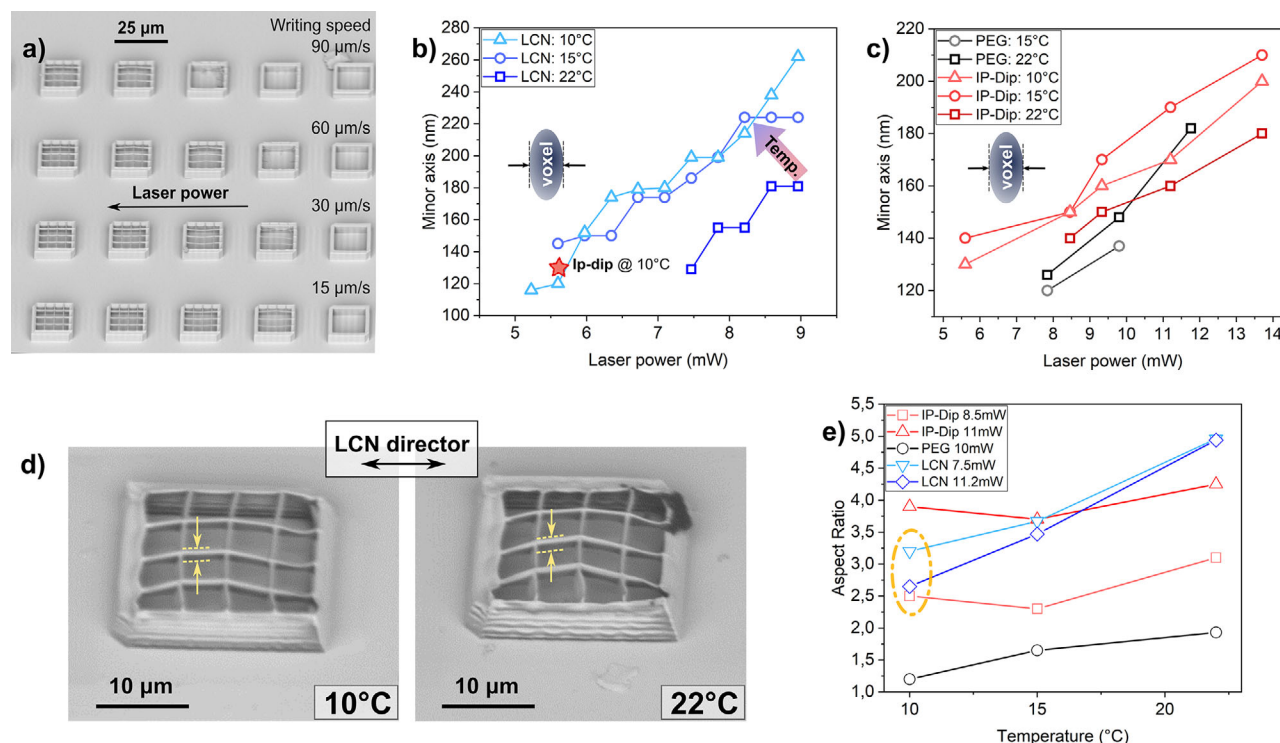 a)
25 μm
Writing speed
90 μm/s
60 μm/s
Laser power
30 μm/s
15 μm/s
b)
LCN: 10°C
LCN: 15°C
LCN: 22°C
280
260
240
220
200
180
160
140
120
100
Minor axis (nm)
voxel
Temp.
Ip-dip @ 10°C
5
6
7
8
9
Laser power (mW)
c)
PEG: 15°C
PEG: 22°C
IP-Dip: 10°C
IP-Dip: 15°C
IP-Dip: 22°C
220
200
180
160
140
120
Minor axis (nm)
voxel
5
6
7
8
9
10
11
12
13
14
Laser power (mW)
d)
LCN director
10 μm
10°C
10 μm
22°C
e)
IP-Dip 8.5mW
IP-Dip 11mW
PEG 10mW
LCN 7.5mW
LCN 11.2mW
5,5
5,0
4,5
4,0
3,5
3,0
2,5
2,0
1,5
1,0
Aspect Ratio
10
15
20
Temperature (°C)